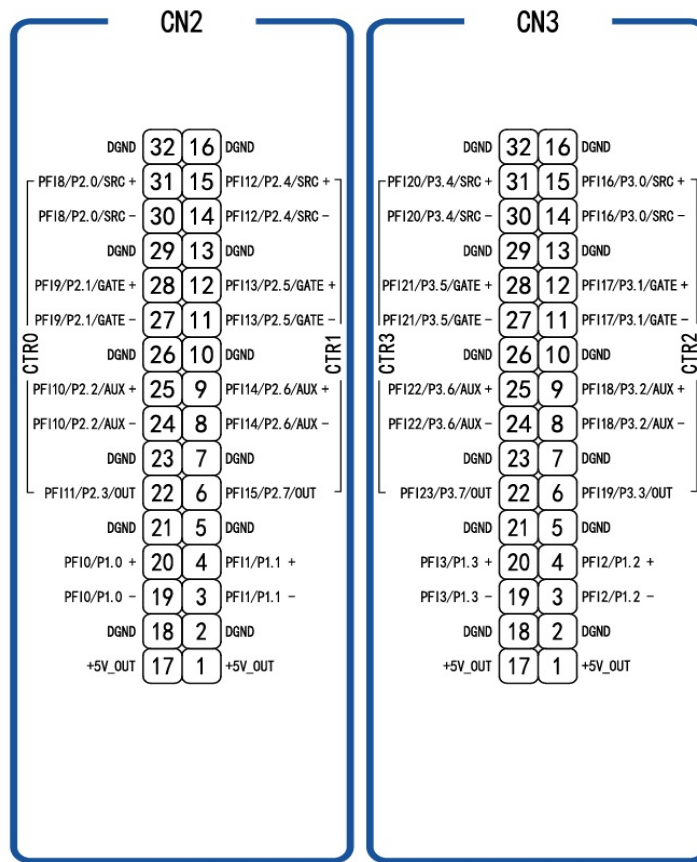 CN2
DGND 32 16 DGND
PFI8/P2.0/SRC + 31 15 PFI12/P2.4/SRC +
PFI8/P2.0/SRC - 30 14 PFI12/P2.4/SRC -
DGND 29 13 DGND
PFI9/P2.1/GATE + 28 12 PFI13/P2.5/GATE +
PFI9/P2.1/GATE - 27 11 PFI13/P2.5/GATE -
DGND 26 10 DGND
PFI10/P2.2/AUX + 25 9 PFI14/P2.6/AUX +
PFI10/P2.2/AUX - 24 8 PFI14/P2.6/AUX -
DGND 23 7 DGND
PFI11/P2.3/OUT 22 6 PFI15/P2.7/OUT
DGND 21 5 DGND
PFI0/P1.0 + 20 4 PFI1/P1.1 +
PFI0/P1.0 - 19 3 PFI1/P1.1 -
DGND 18 2 DGND
+5V_OUT 17 1 +5V_OUT
CTR0
CTR1
CN3
DGND 32 16 DGND
PFI20/P3.4/SRC + 31 15 PFI16/P3.0/SRC +
PFI20/P3.4/SRC - 30 14 PFI16/P3.0/SRC -
DGND 29 13 DGND
PFI21/P3.5/GATE + 28 12 PFI17/P3.1/GATE +
PFI21/P3.5/GATE - 27 11 PFI17/P3.1/GATE -
DGND 26 10 DGND
PFI22/P3.6/AUX + 25 9 PFI18/P3.2/AUX +
PFI22/P3.6/AUX - 24 8 PFI18/P3.2/AUX -
DGND 23 7 DGND
PFI23/P3.7/OUT 22 6 PFI19/P3.3/OUT
DGND 21 5 DGND
PFI3/P1.3 + 20 4 PFI2/P1.2 +
PFI3/P1.3 - 19 3 PFI2/P1.2 -
DGND 18 2 DGND
+5V_OUT 17 1 +5V_OUT
CTR3
CTR2